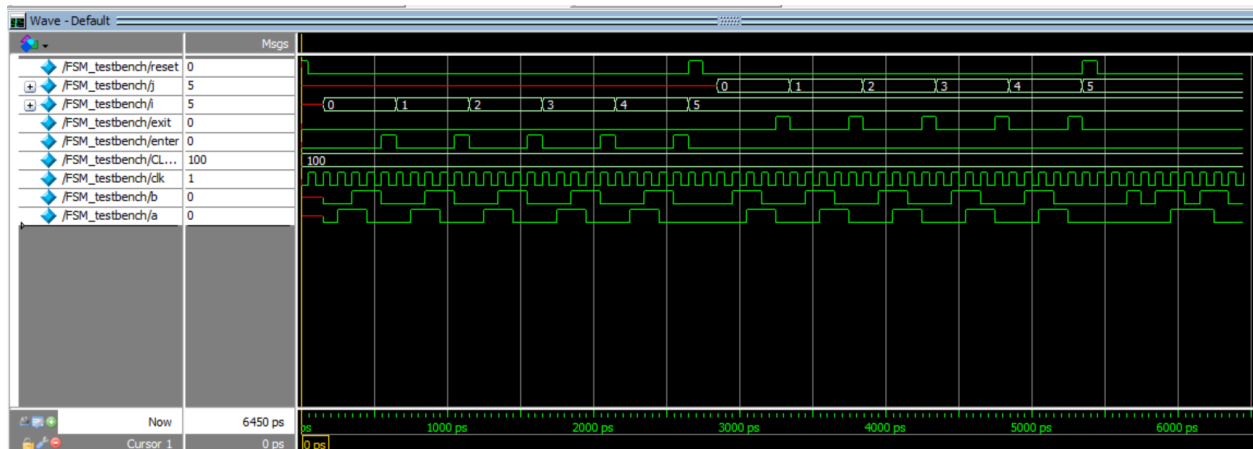 Wave - Default
Msgs
/FSM_testbench/reset 0
/FSM_testbench/j 5 0 1 2 3 4 5
/FSM_testbench/i 5 0 1 2 3 4 5
/FSM_testbench/exit 0
/FSM_testbench/enter 0
/FSM_testbench/CL... 100 100
/FSM_testbench/clk 1
/FSM_testbench/b 0
/FSM_testbench/a 0
Now 6450 ps ps 1000 ps 2000 ps 3000 ps 4000 ps 5000 ps 6000 ps
Cursor 1 0 ps 0 ps